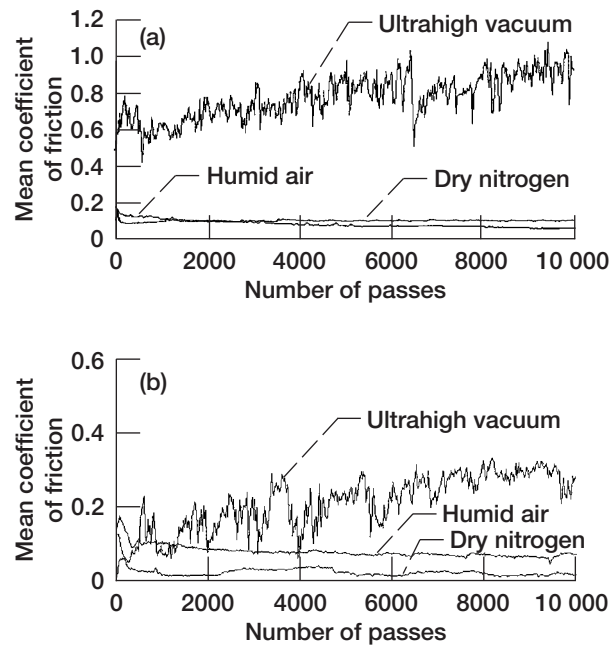 1.2
(a)
Ultrahigh vacuum
1.0
0.8
0.6
0.4
0.2
0
Mean coefficient
of friction
Humid air
Dry nitrogen
0 2000 4000 6000 8000 10 000
Number of passes
0.6
(b)
Ultrahigh vacuum
0.4
0.2
0
Mean coefficient
of friction
Humid air
Dry nitrogen
0 2000 4000 6000 8000 10 000
Number of passes